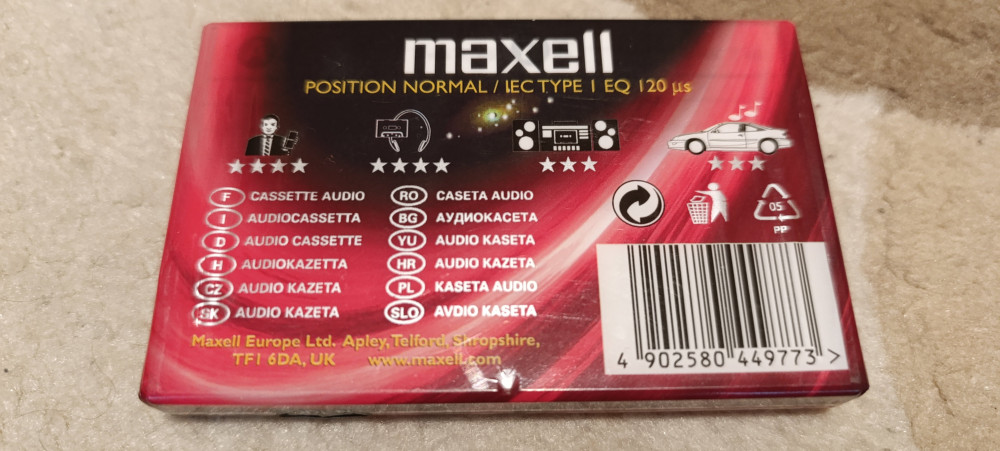 maxell
POSITION NORMAL / IEC TYPE I EQ 120 µs
F CASSETTE AUDIO
I AUDIOCASSETTA
D AUDIO CASSETTE
H AUDIOKAZETTA
CZ AUDIO KAZETA
SK AUDIO KAZETA
RO CASETA AUDIO
BG АУДИОКАСЕТА
YU AUDIO KASETA
HR AUDIO KAZETA
PL KASETA AUDIO
SLO AVDIO KASETA
05
PP
Maxell Europe Ltd. Apley, Telford, Shropshire,
TF1 6DA, UK www.maxell.com
4 902580 449773 >